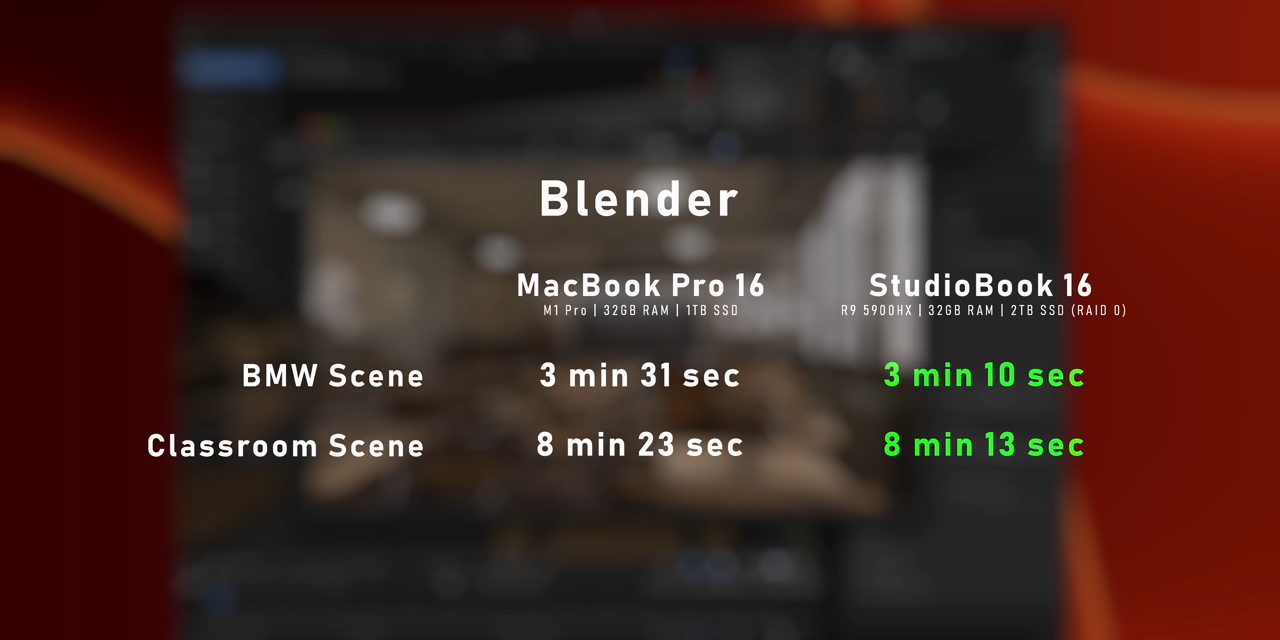 Blender
MacBook Pro 16 StudioBook 16
M1 Pro | 32GB RAM | 1TB SSD R9 5900HX | 32GB RAM | 2TB SSD (RAID 0)
BMW Scene 3 min 31 sec 3 min 10 sec
Classroom Scene 8 min 23 sec 8 min 13 sec